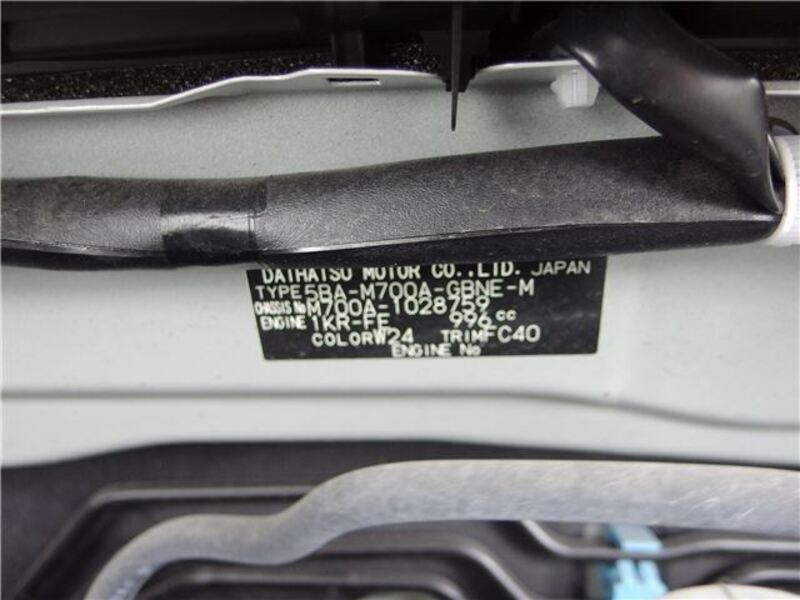 DAIHATSU MOTOR CO.,LTD. JAPAN
TYPE 5BA-M700A-GBNE-M
CHASSIS No M700A-1028759
ENGINE 1KR-FE 996cc
COLOR W24 TRIM FC40
ENGINE No